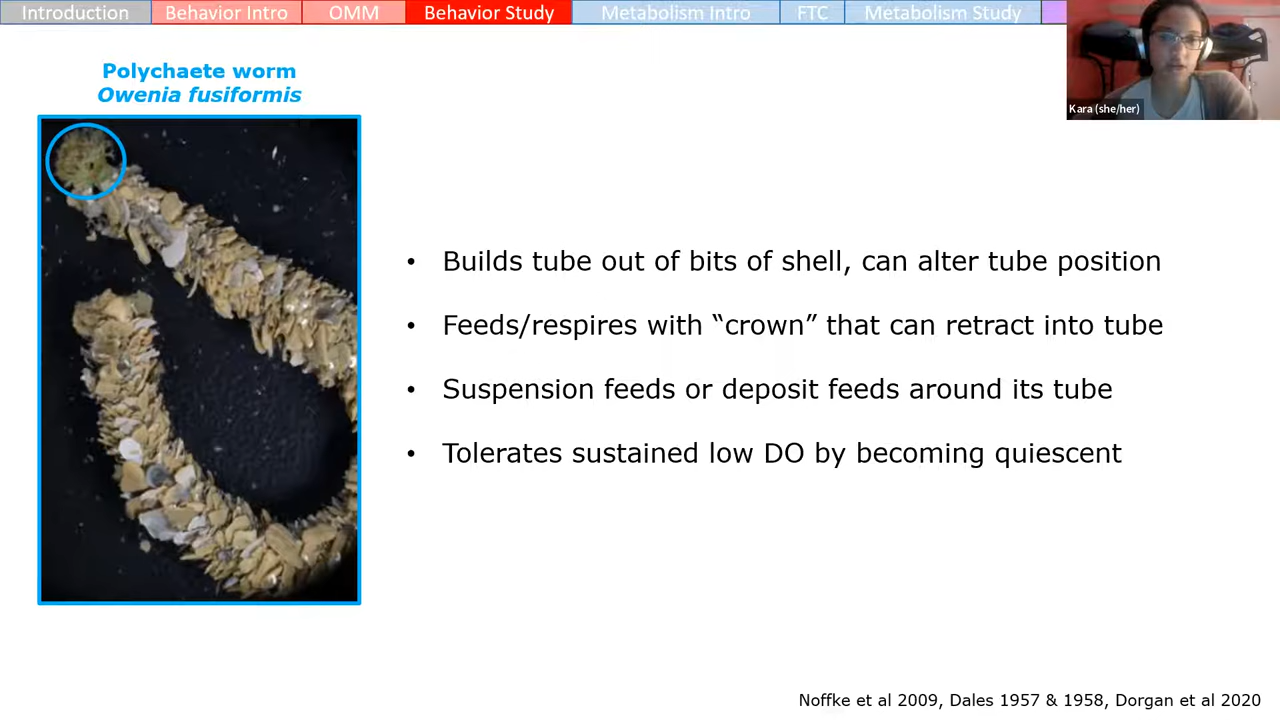 Introduction Behavior Intro OMM Behavior Study Metabolism Intro FTC Metabolism Study
Kara (she/her)
Polychaete worm
Owenia fusiformis
• Builds tube out of bits of shell, can alter tube position
• Feeds/respires with “crown” that can retract into tube
• Suspension feeds or deposit feeds around its tube
• Tolerates sustained low DO by becoming quiescent
Noffke et al 2009, Dales 1957 & 1958, Dorgan et al 2020